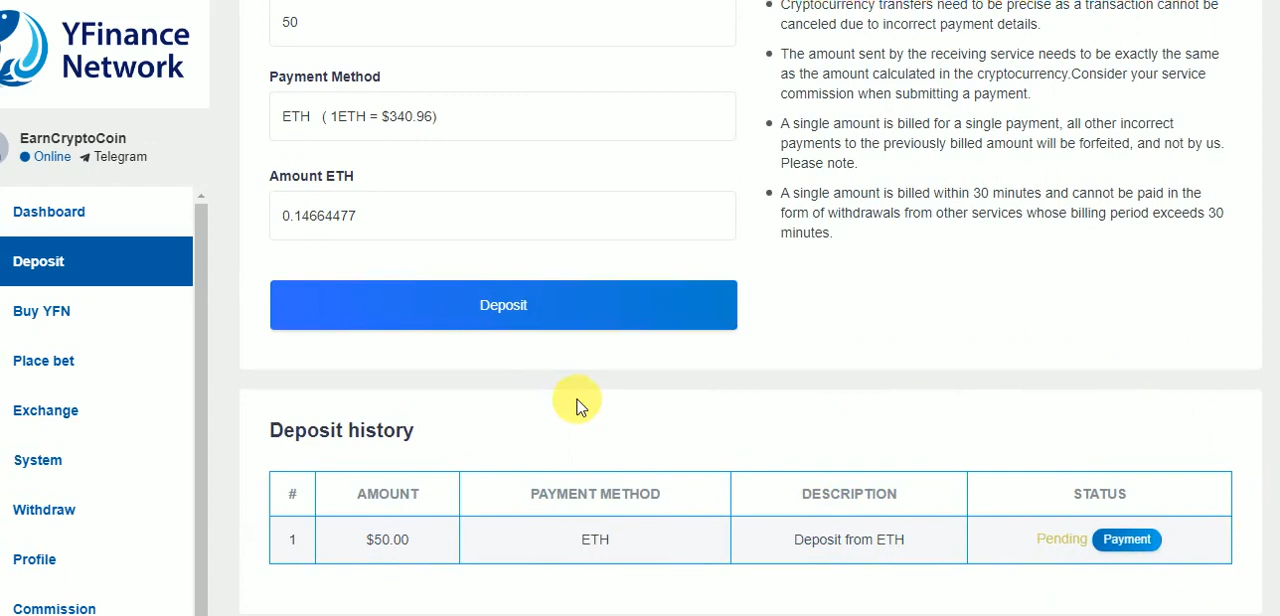 YFinance
Network
EarnCryptoCoin
Online Telegram
Dashboard
Deposit
Buy YFN
Place bet
Exchange
System
Withdraw
Profile
Commission
50
Payment Method
ETH ( 1ETH = $340.96)
Amount ETH
0.14664477
Deposit
Cryptocurrency transfers need to be precise as a transaction cannot be
canceled due to incorrect payment details.
The amount sent by the receiving service needs to be exactly the same
as the amount calculated in the cryptocurrency.Consider your service
commission when submitting a payment.
A single amount is billed for a single payment, all other incorrect
payments to the previously billed amount will be forfeited, and not by us.
Please note.
A single amount is billed within 30 minutes and cannot be paid in the
form of withdrawals from other services whose billing period exceeds 30
minutes.
Deposit history
# AMOUNT PAYMENT METHOD DESCRIPTION STATUS
1 $50.00 ETH Deposit from ETH Pending Payment